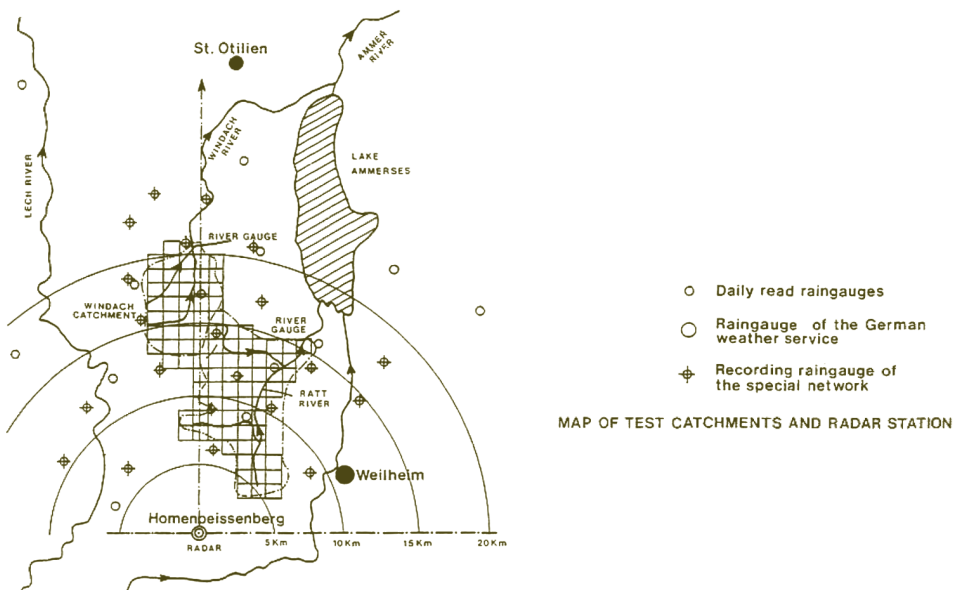 St. Otilien
AMMER
RIVER
WINDACH
RIVER
LAKE
AMMERSES
LECH RIVER
RIVER GAUGE
WINDACH
CATCHMENT
RIVER
GAUGE
RATT
RIVER
Weilheim
Homenpeissenberg
RADAR
5 Km
10 Km
15 Km
20 Km
Daily read raingauges
Raingauge of the German
weather service
Recording raingauge of
the special network
MAP OF TEST CATCHMENTS AND RADAR STATION